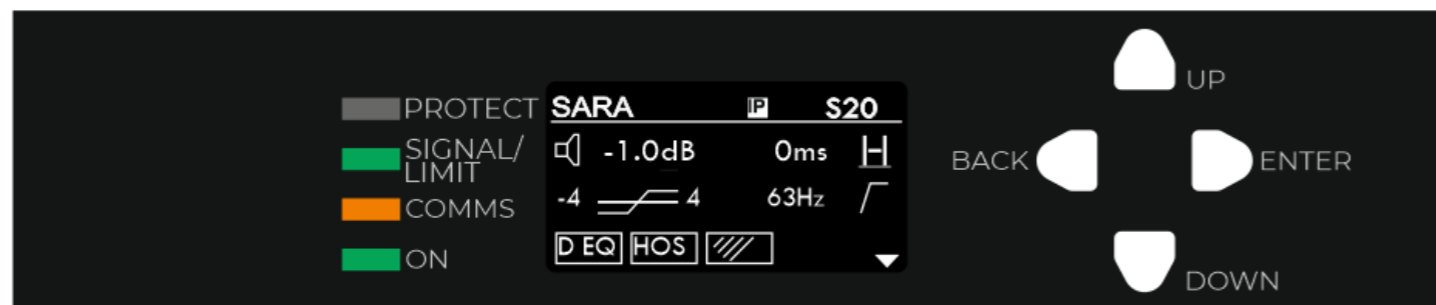 PROTECT
SIGNAL/
LIMIT
COMMS
ON
SARA IP S20
-1.0dB 0ms
-4 4 63Hz
D EQ HOS
UP
BACK ENTER
DOWN